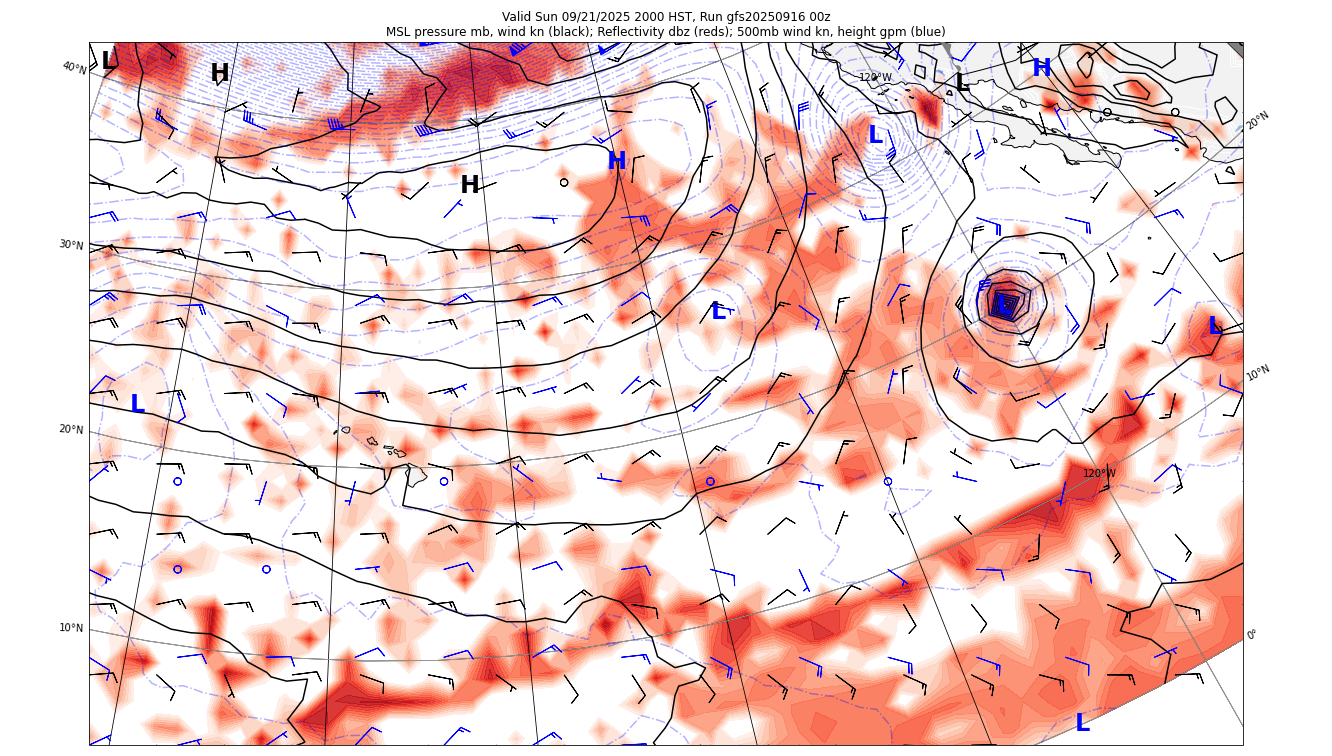 Valid Sun 09/21/2025 2000 HST, Run gfs20250916 00z
MSL pressure mb, wind kn (black); Reflectivity dbz (reds); 500mb wind kn, height gpm (blue)
L
H
H
L
40°N
120°W
L
20°N
H
H
30°N
L
L
L
10°N
L
20°N
120°W
10°N
0°
L